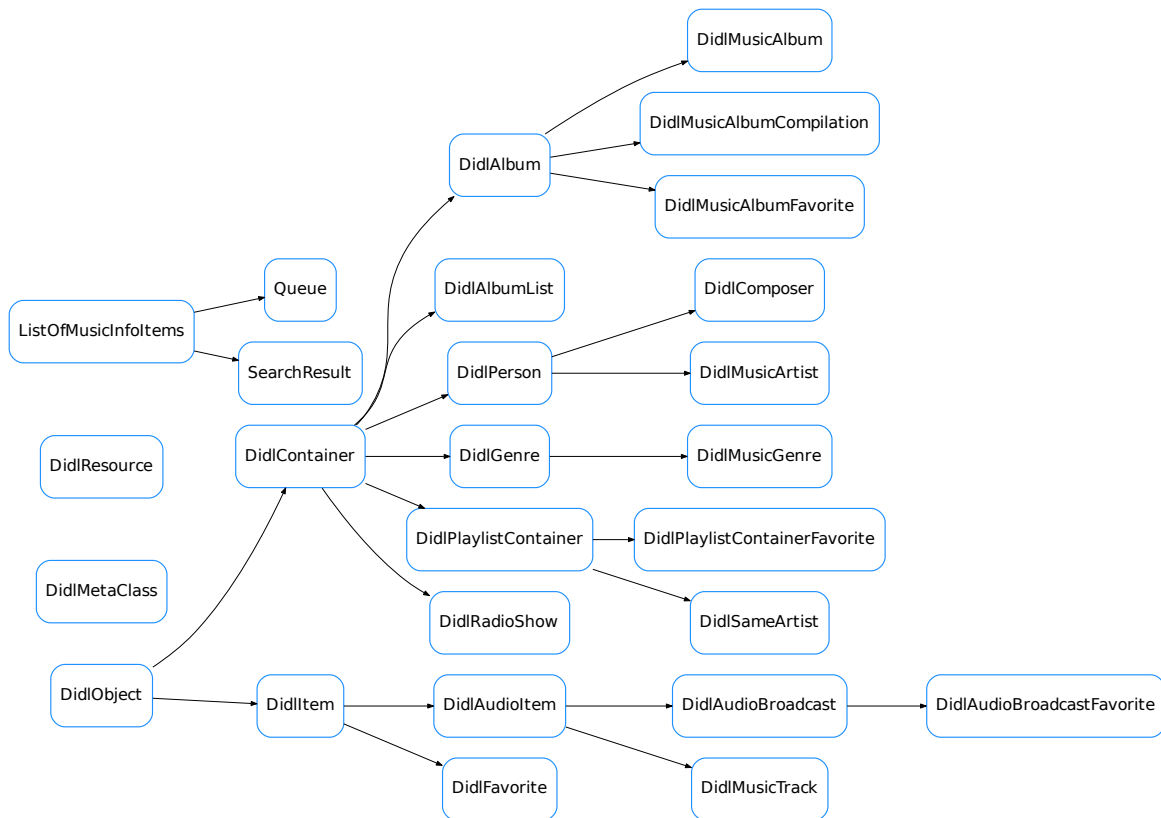 DidlMusicAlbum
DidlMusicAlbumCompilation
DidlAlbum
DidlMusicAlbumFavorite
Queue
DidlAlbumList
DidlComposer
ListOfMusicInfoItems
SearchResult
DidlPerson
DidlMusicArtist
DidlResource
DidlContainer
DidlGenre
DidlMusicGenre
DidlPlaylistContainer
DidlPlaylistContainerFavorite
DidlMetaClass
DidlRadioShow
DidlSameArtist
DidlObject
DidlItem
DidlAudioItem
DidlAudioBroadcast
DidlAudioBroadcastFavorite
DidlFavorite
DidlMusicTrack